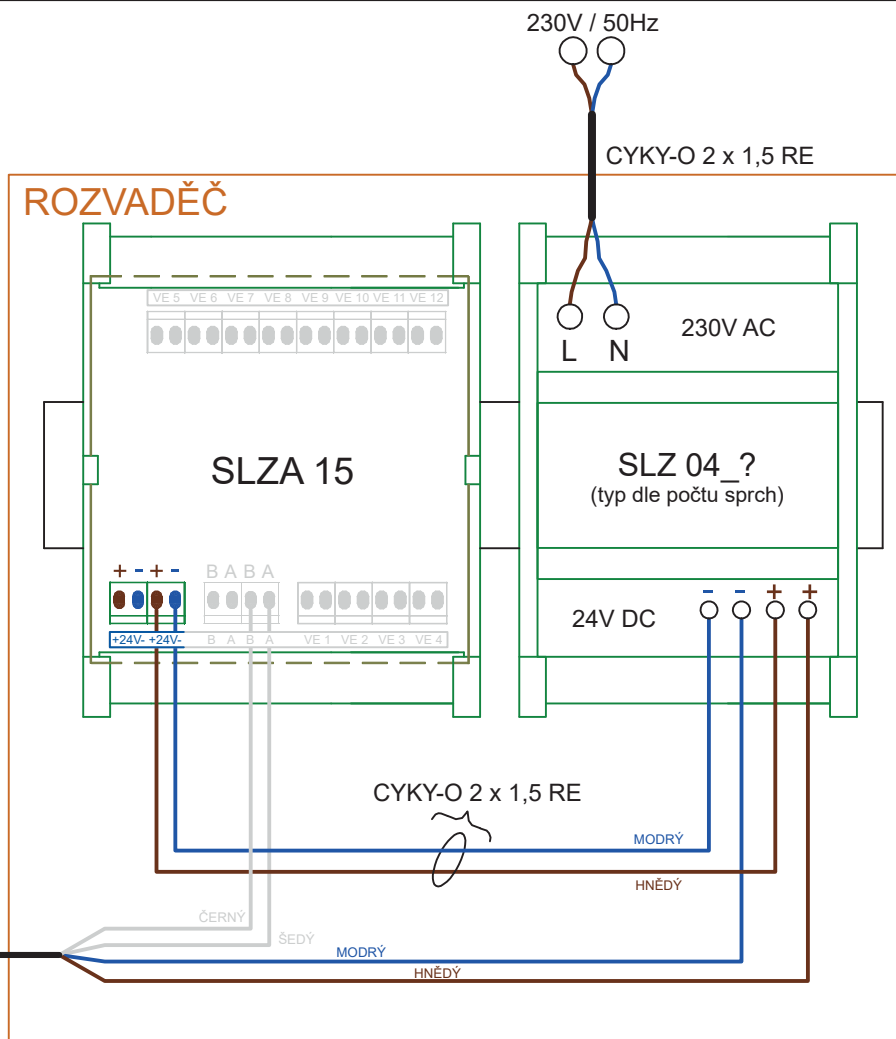 230V / 50Hz
CYKY-O 2 x 1,5 RE
ROZVADĚČ
VE 5 VE 6 VE 7 VE 8 VE 9 VE 10 VE 11 VE 12
L N
230V AC
SLZA 15
SLZ 04_?
(typ dle počtu sprch)
+ - + -
B A B A
+24V- +24V- B A B A VE 1 VE 2 VE 3 VE 4
24V DC
- - + +
CYKY-O 2 x 1,5 RE
MODRÝ
HNĚDÝ
ČERNÝ
ŠEDÝ
MODRÝ
HNĚDÝ